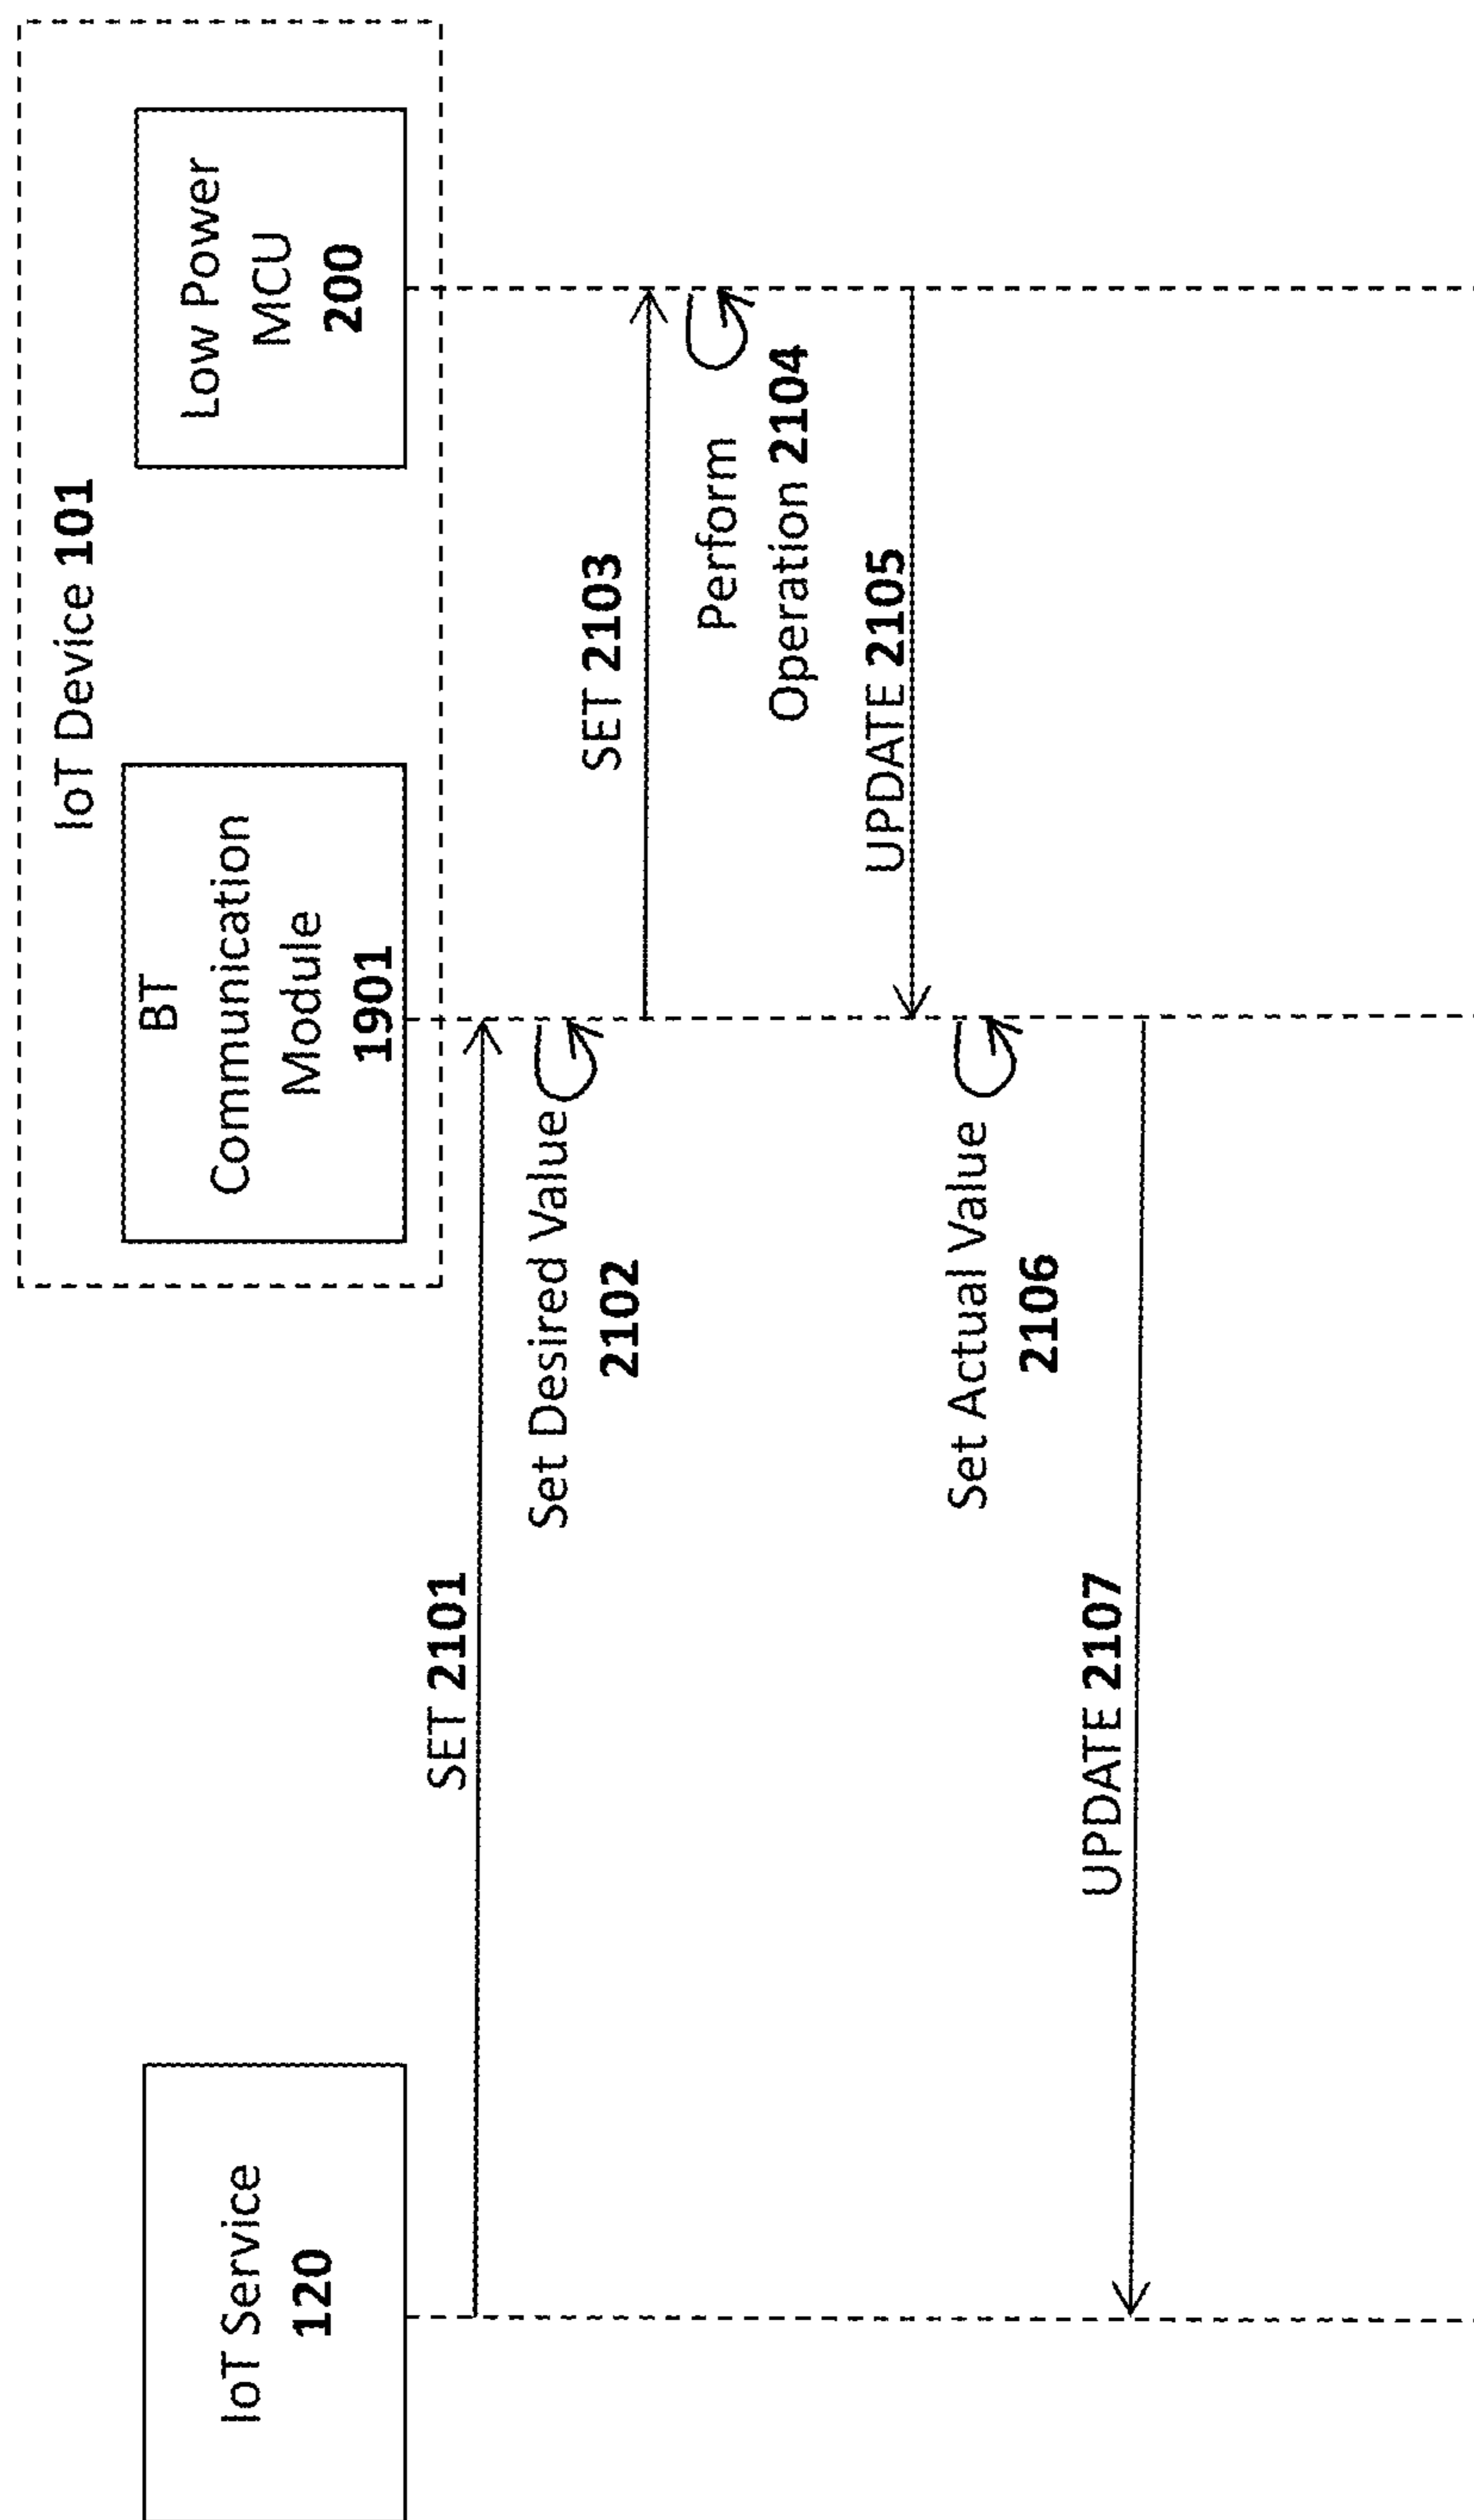 IoT Device 101
IoT Service
120
BT
Communication
Module
1901
Low Power
MCU
200
SET 2101
Set Desired Value
2102
SET 2103
Perform
Operation 2104
UPDATE 2105
Set Actual Value
2106
UPDATE 2107